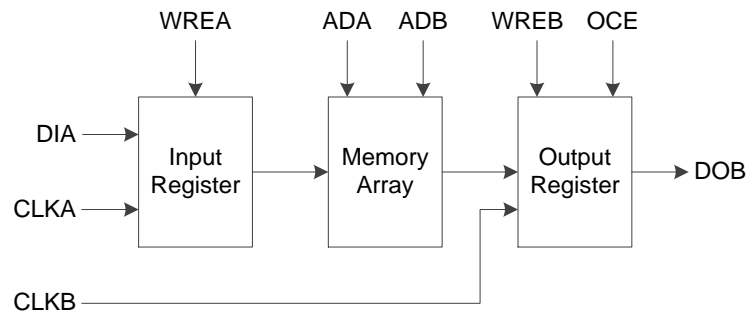 WREA
ADA
ADB
WREB
OCE
DIA
Input
Register
Memory
Array
Output
Register
DOB
CLKA
CLKB